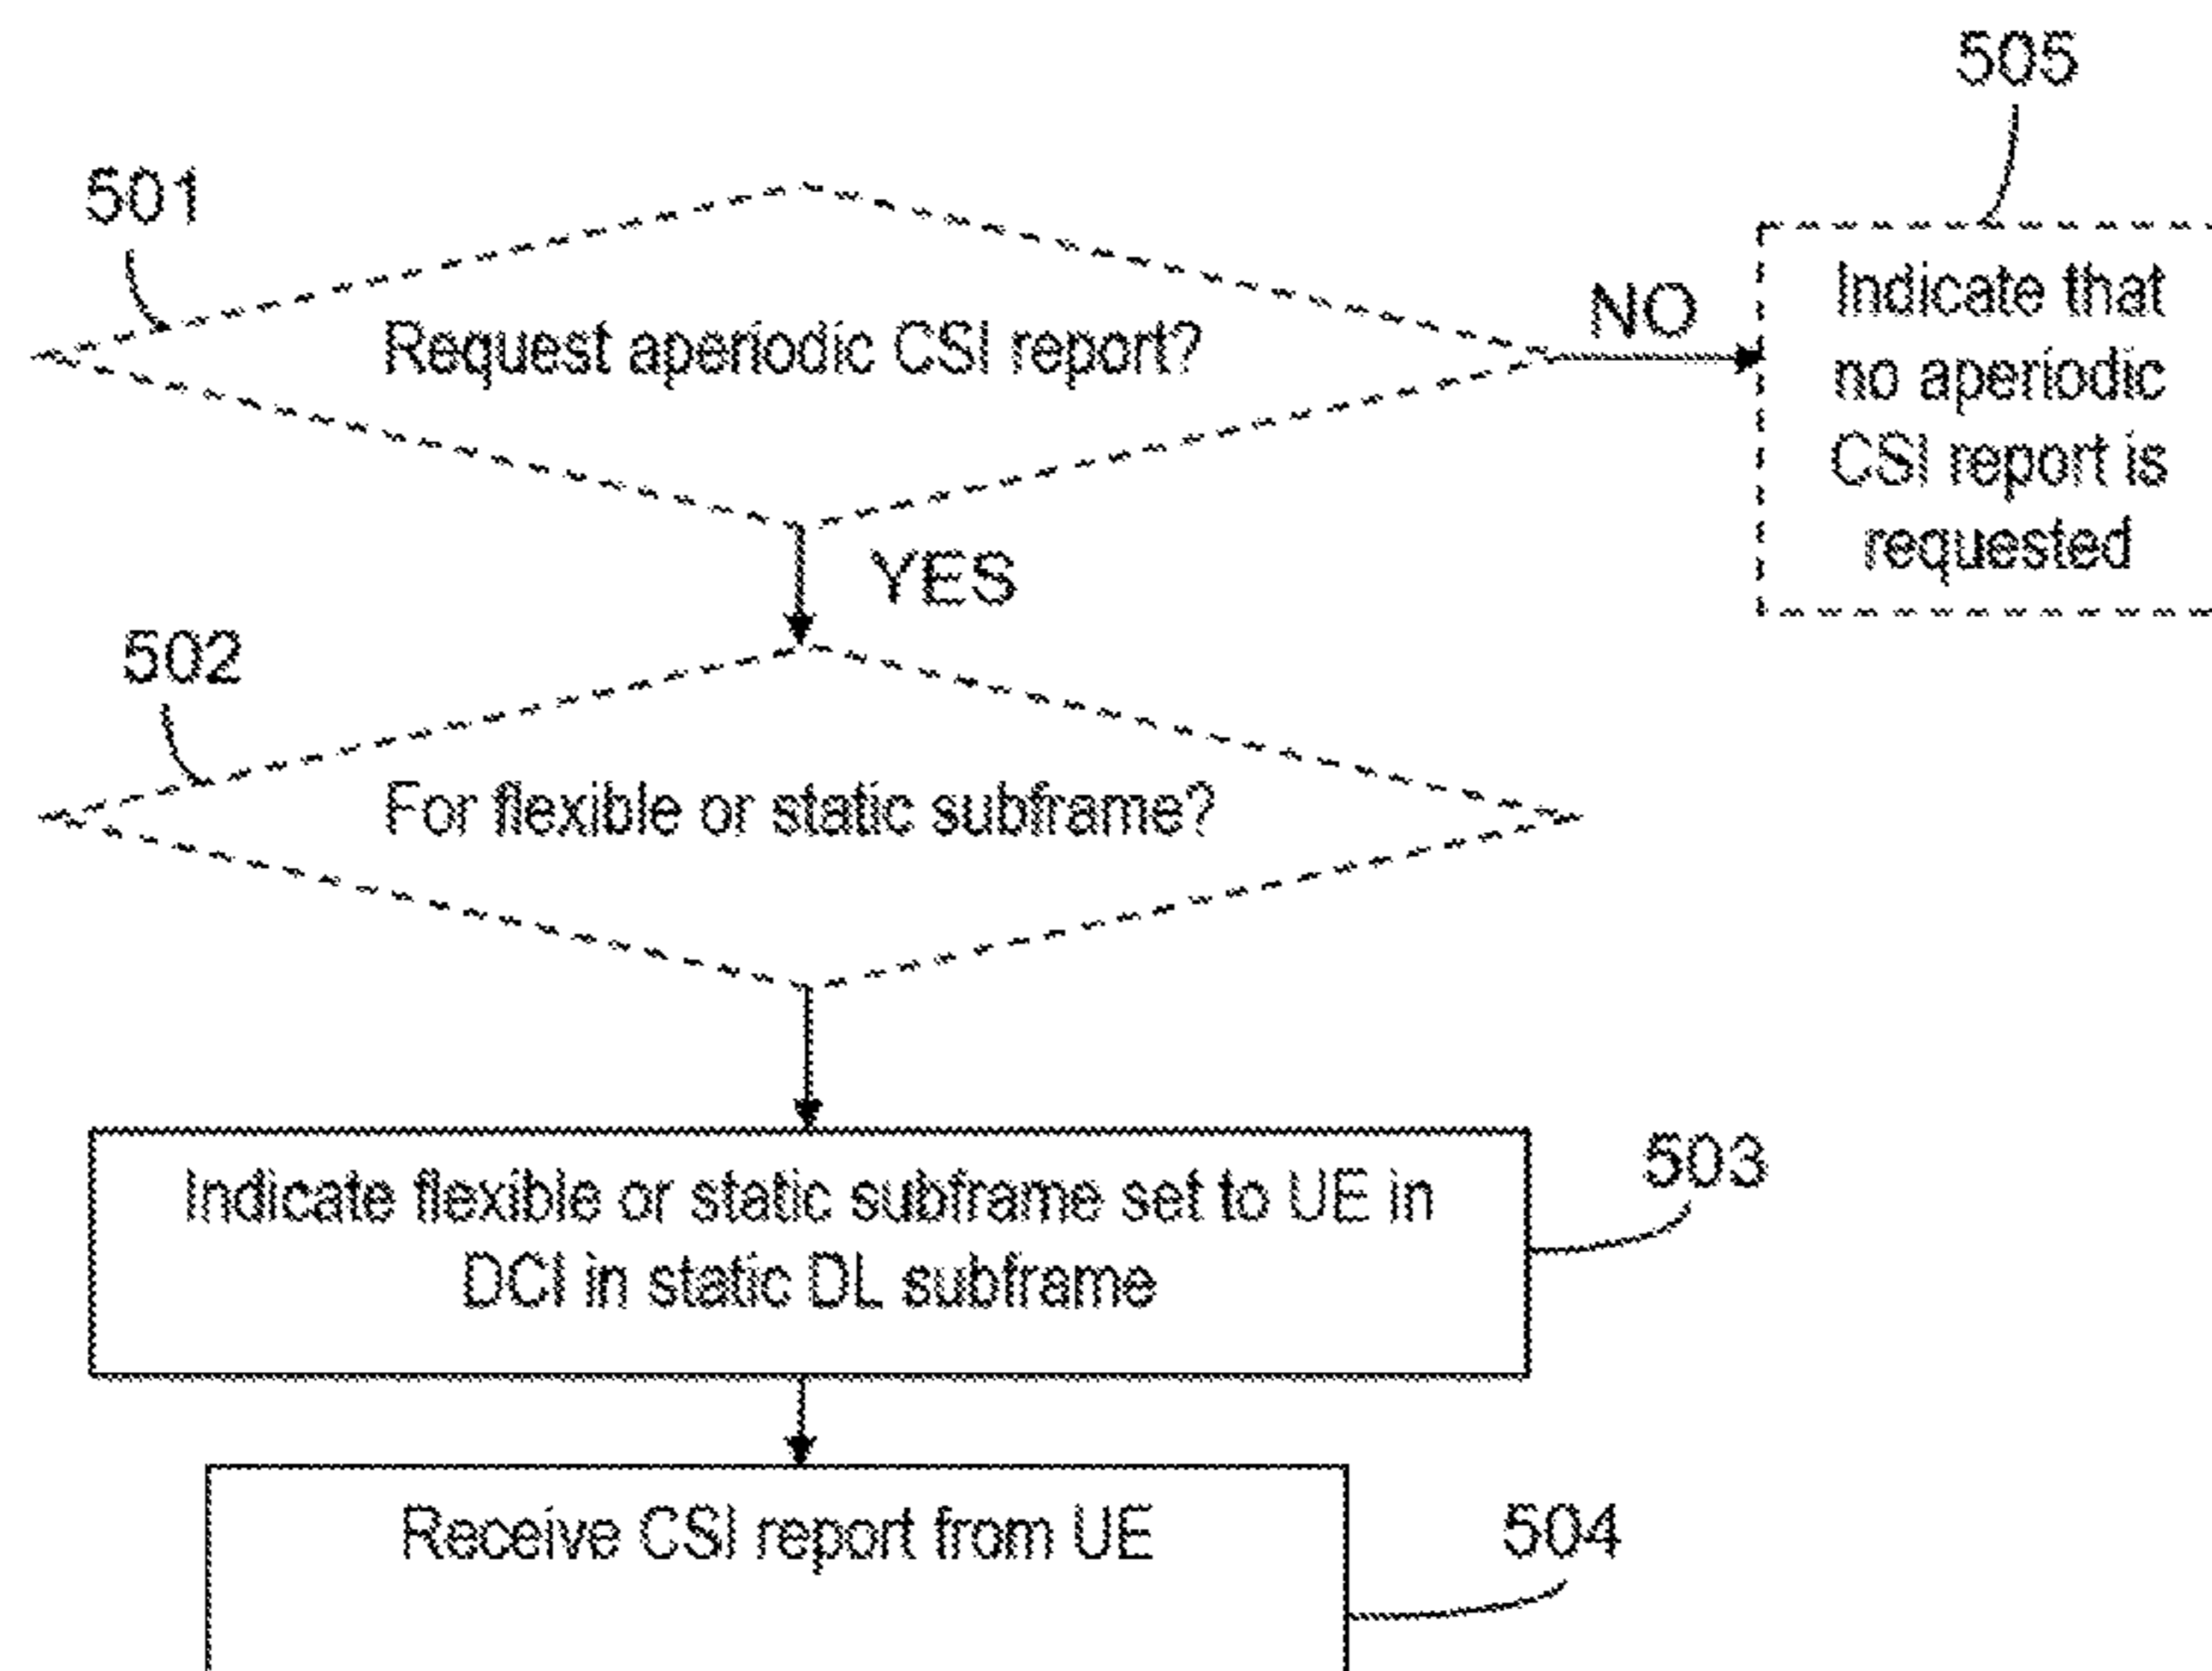 505
501
Request aperiodic CSI report?
NO
Indicate that
no aperiodic
CSI report is
requested
YES
502
For flexible or static subframe?
Indicate flexible or static subframe set to UE in
DCI in static DL subframe
503
Receive CSI report from UE
504